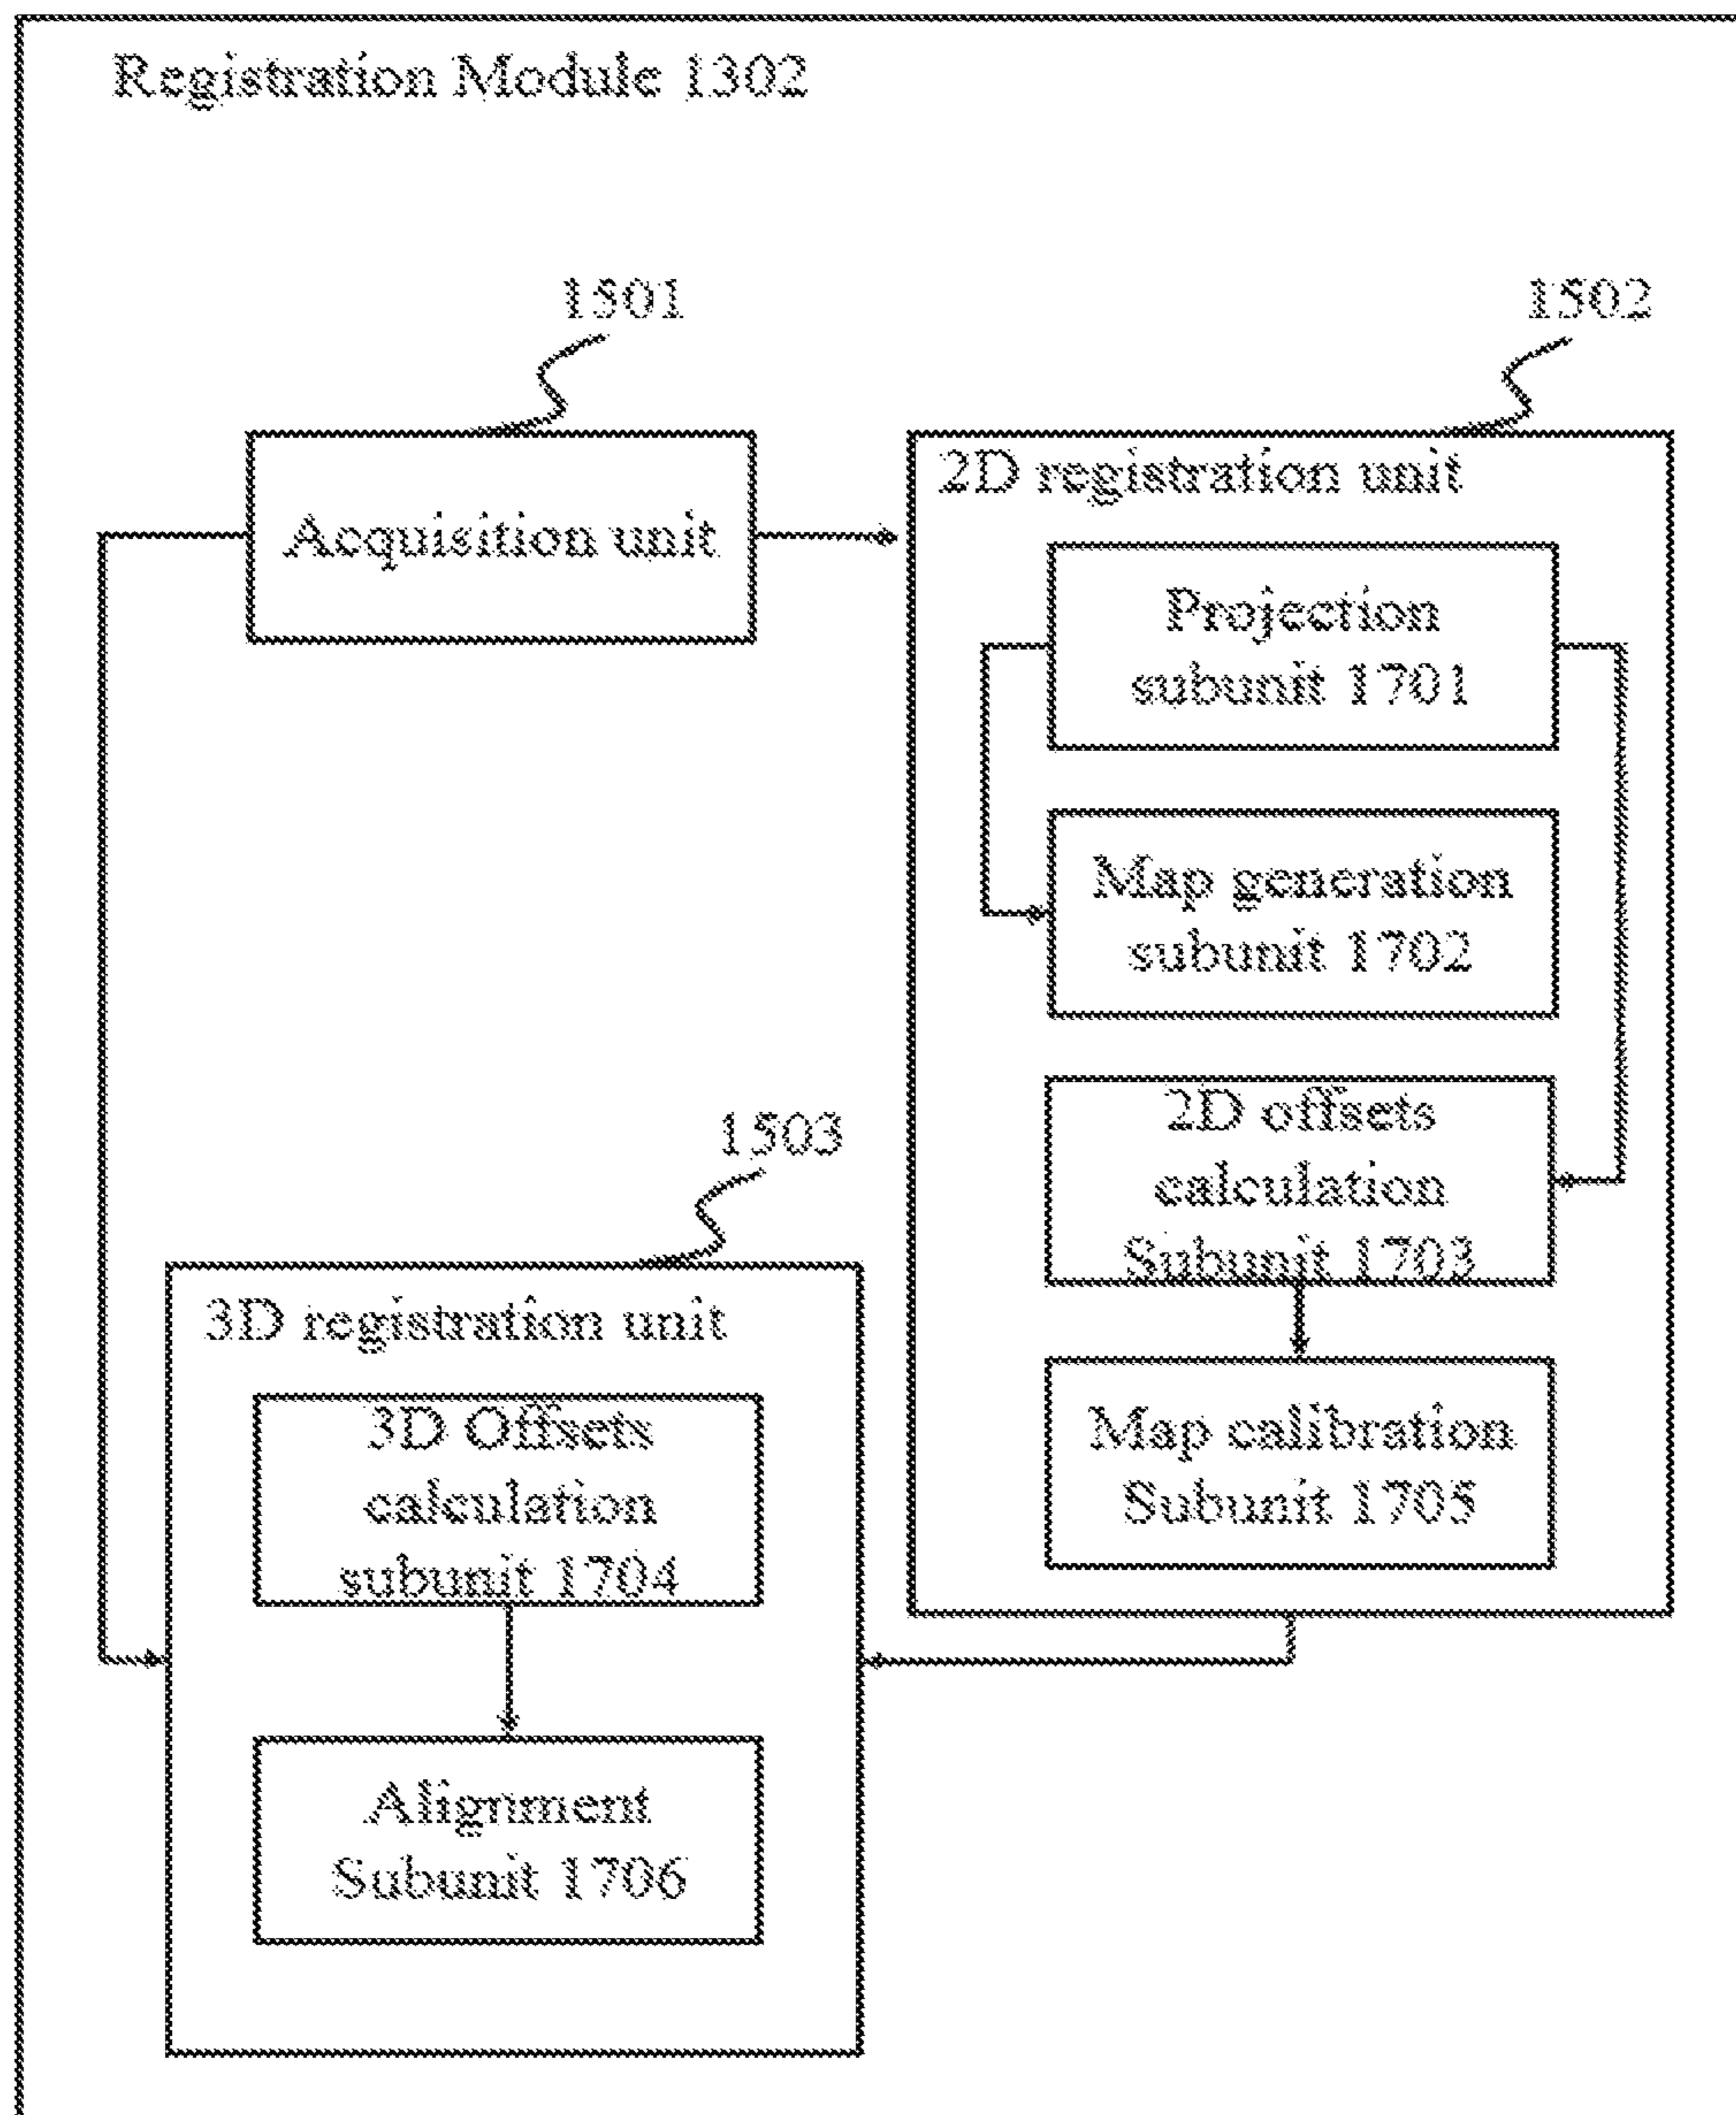 Registration Module 1302
1501
1502
Acquisition unit
2D registration unit
Projection
subunit 1701
Map generation
subunit 1702
2D offsets
calculation
Subunit 1703
Map calibration
Subunit 1705
1503
3D registration unit
3D Offsets
calculation
subunit 1704
Alignment
Subunit 1706